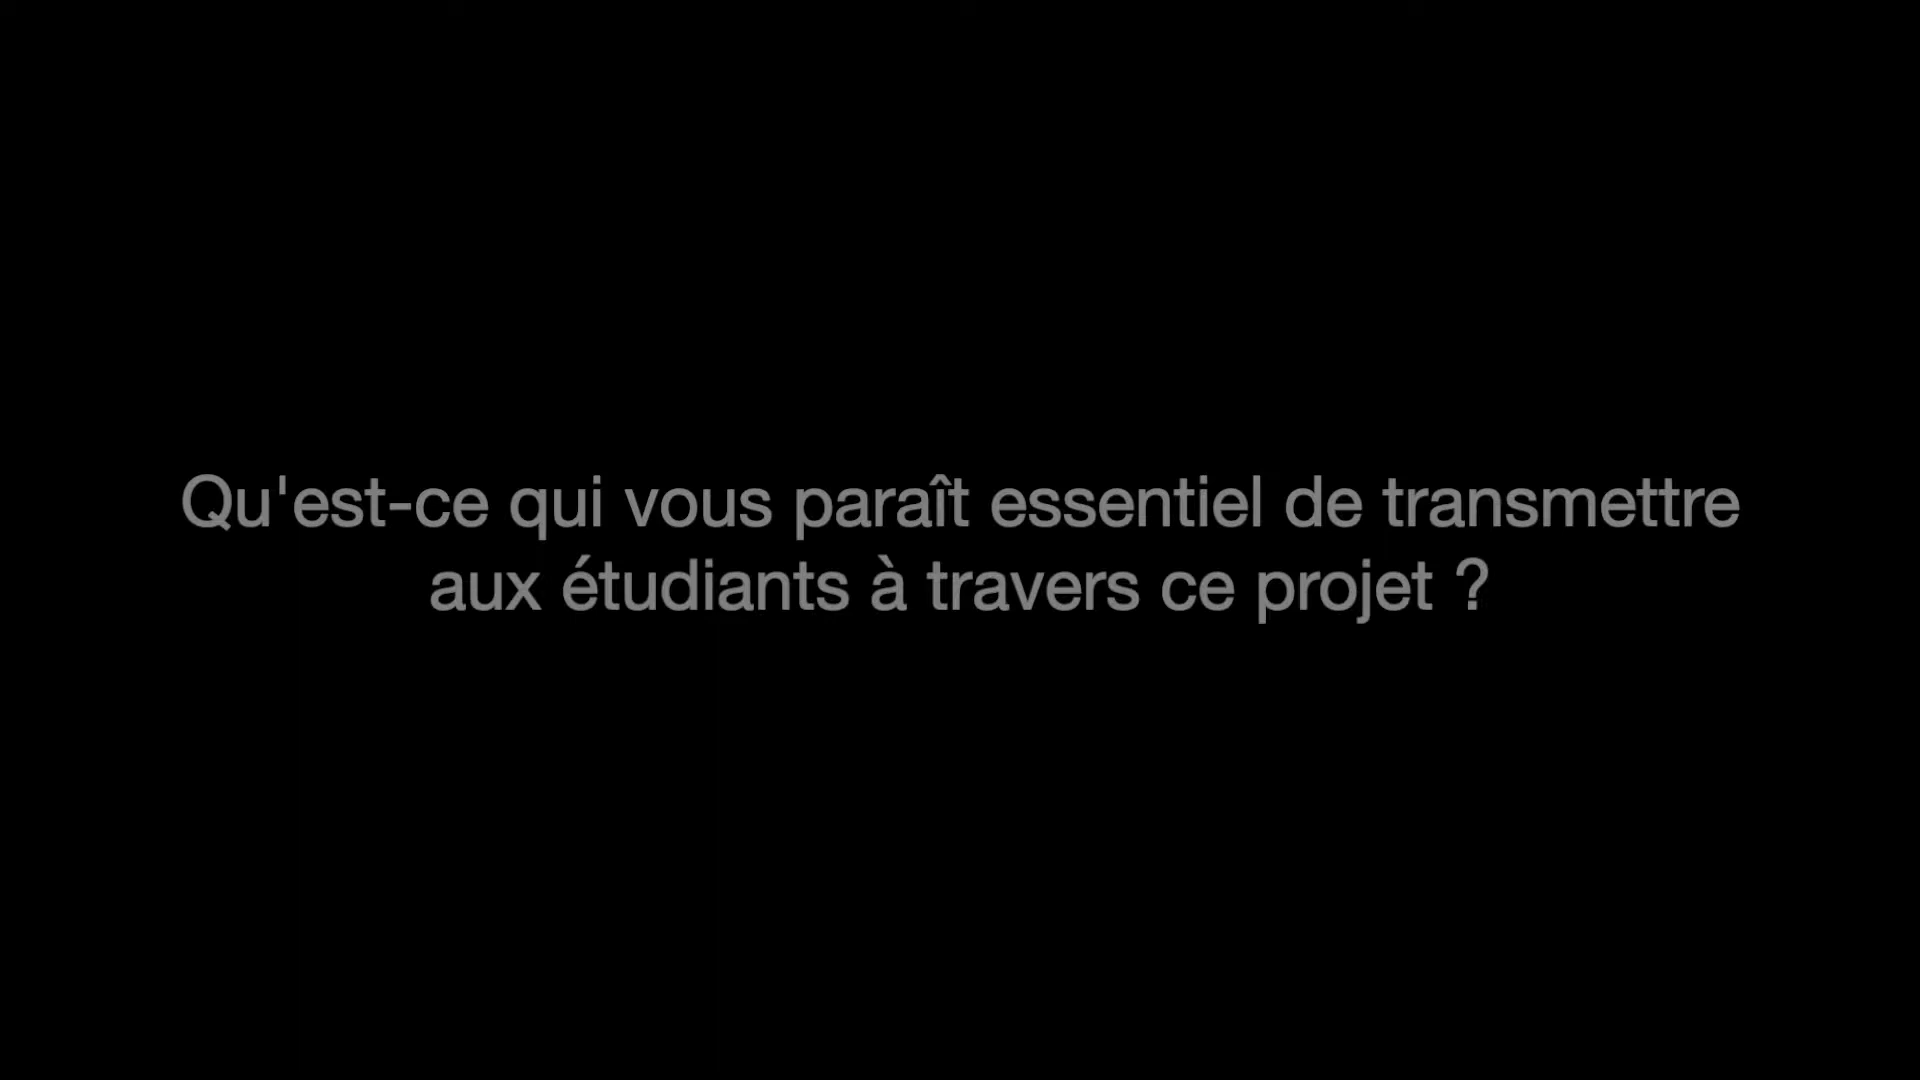 Qu'est-ce qui vous paraît essentiel de transmettre
aux étudiants à travers ce projet ?